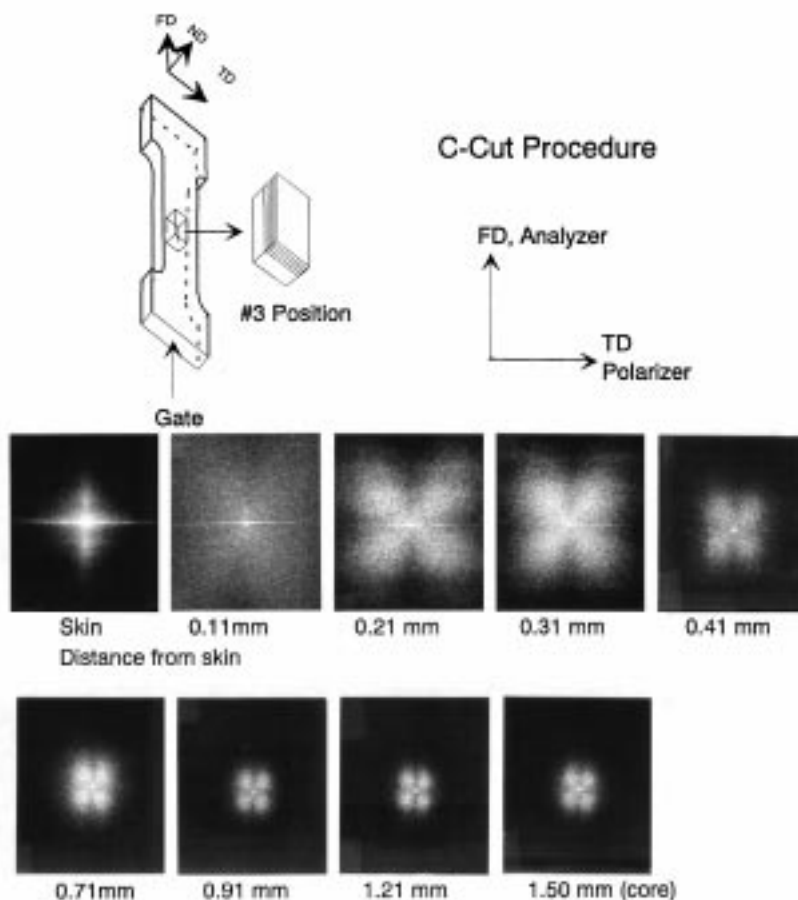 FD
ND
TD
C-Cut Procedure
FD, Analyzer
#3 Position
TD
Polarizer
Gate
Skin
0.11mm
0.21 mm
0.31 mm
0.41 mm
Distance from skin
0.71mm
0.91 mm
1.21 mm
1.50 mm (core)